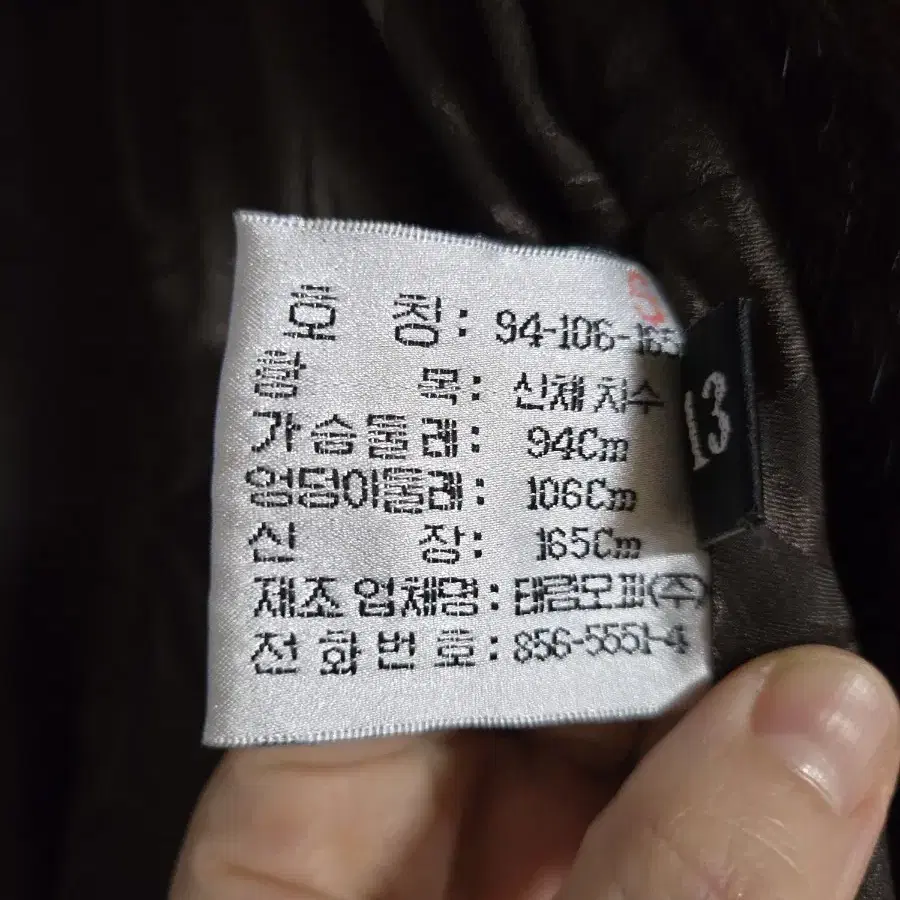 호 칭: 94-106-165
항 목: 신체 치수
가슴둘레: 94Cm
엉덩이둘레: 106Cm
신 장: 165Cm
제조 업체명: 태림모피(주)
전 화 번 호: 856-5551-4
13